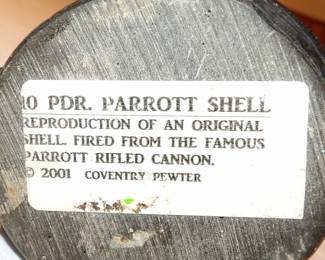 10 PDR. PARROTT SHELL
REPRODUCTION OF AN ORIGINAL
SHELL. FIRED FROM THE FAMOUS
PARROTT RIFLED CANNON.
© 2001 COVENTRY PEWTER